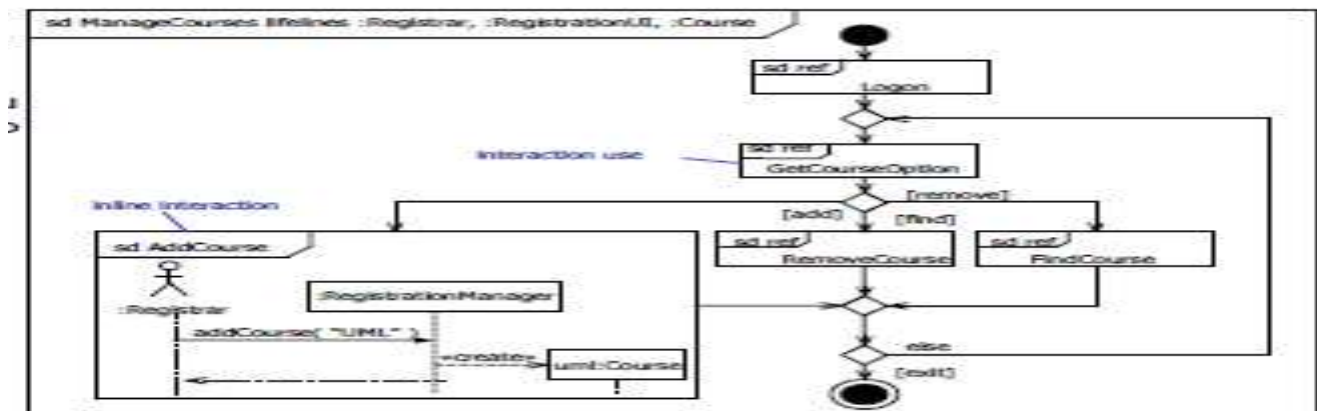 sd ManageCourses lifelines :Registrar, :RegistrationUI, :Course
sd ref
Logon
Interaction use
sd ref
GetCourseOption
Inline Interaction
[add]
[find]
[remove]
sd AddCourse
sd ref
RemoveCourse
sd ref
FindCourse
:Registrar
:RegistrationManager
addCourse( "UML" )
«create»
uml:Course
else
[exit]